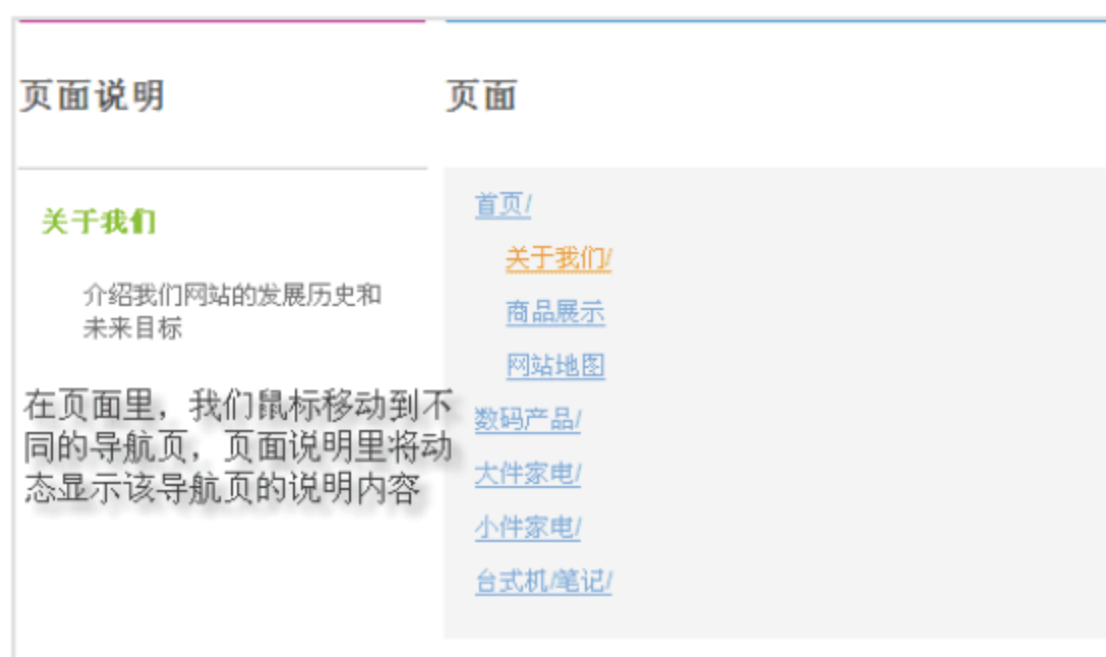 页面说明
页面
关于我们
介绍我们网站的发展历史和
未来目标
在页面里，我们鼠标移动到不
同的导航页，页面说明里将动
态显示该导航页的说明内容
首页/
关于我们/
商品展示
网站地图
数码产品/
大件家电/
小件家电/
台式机/笔记/